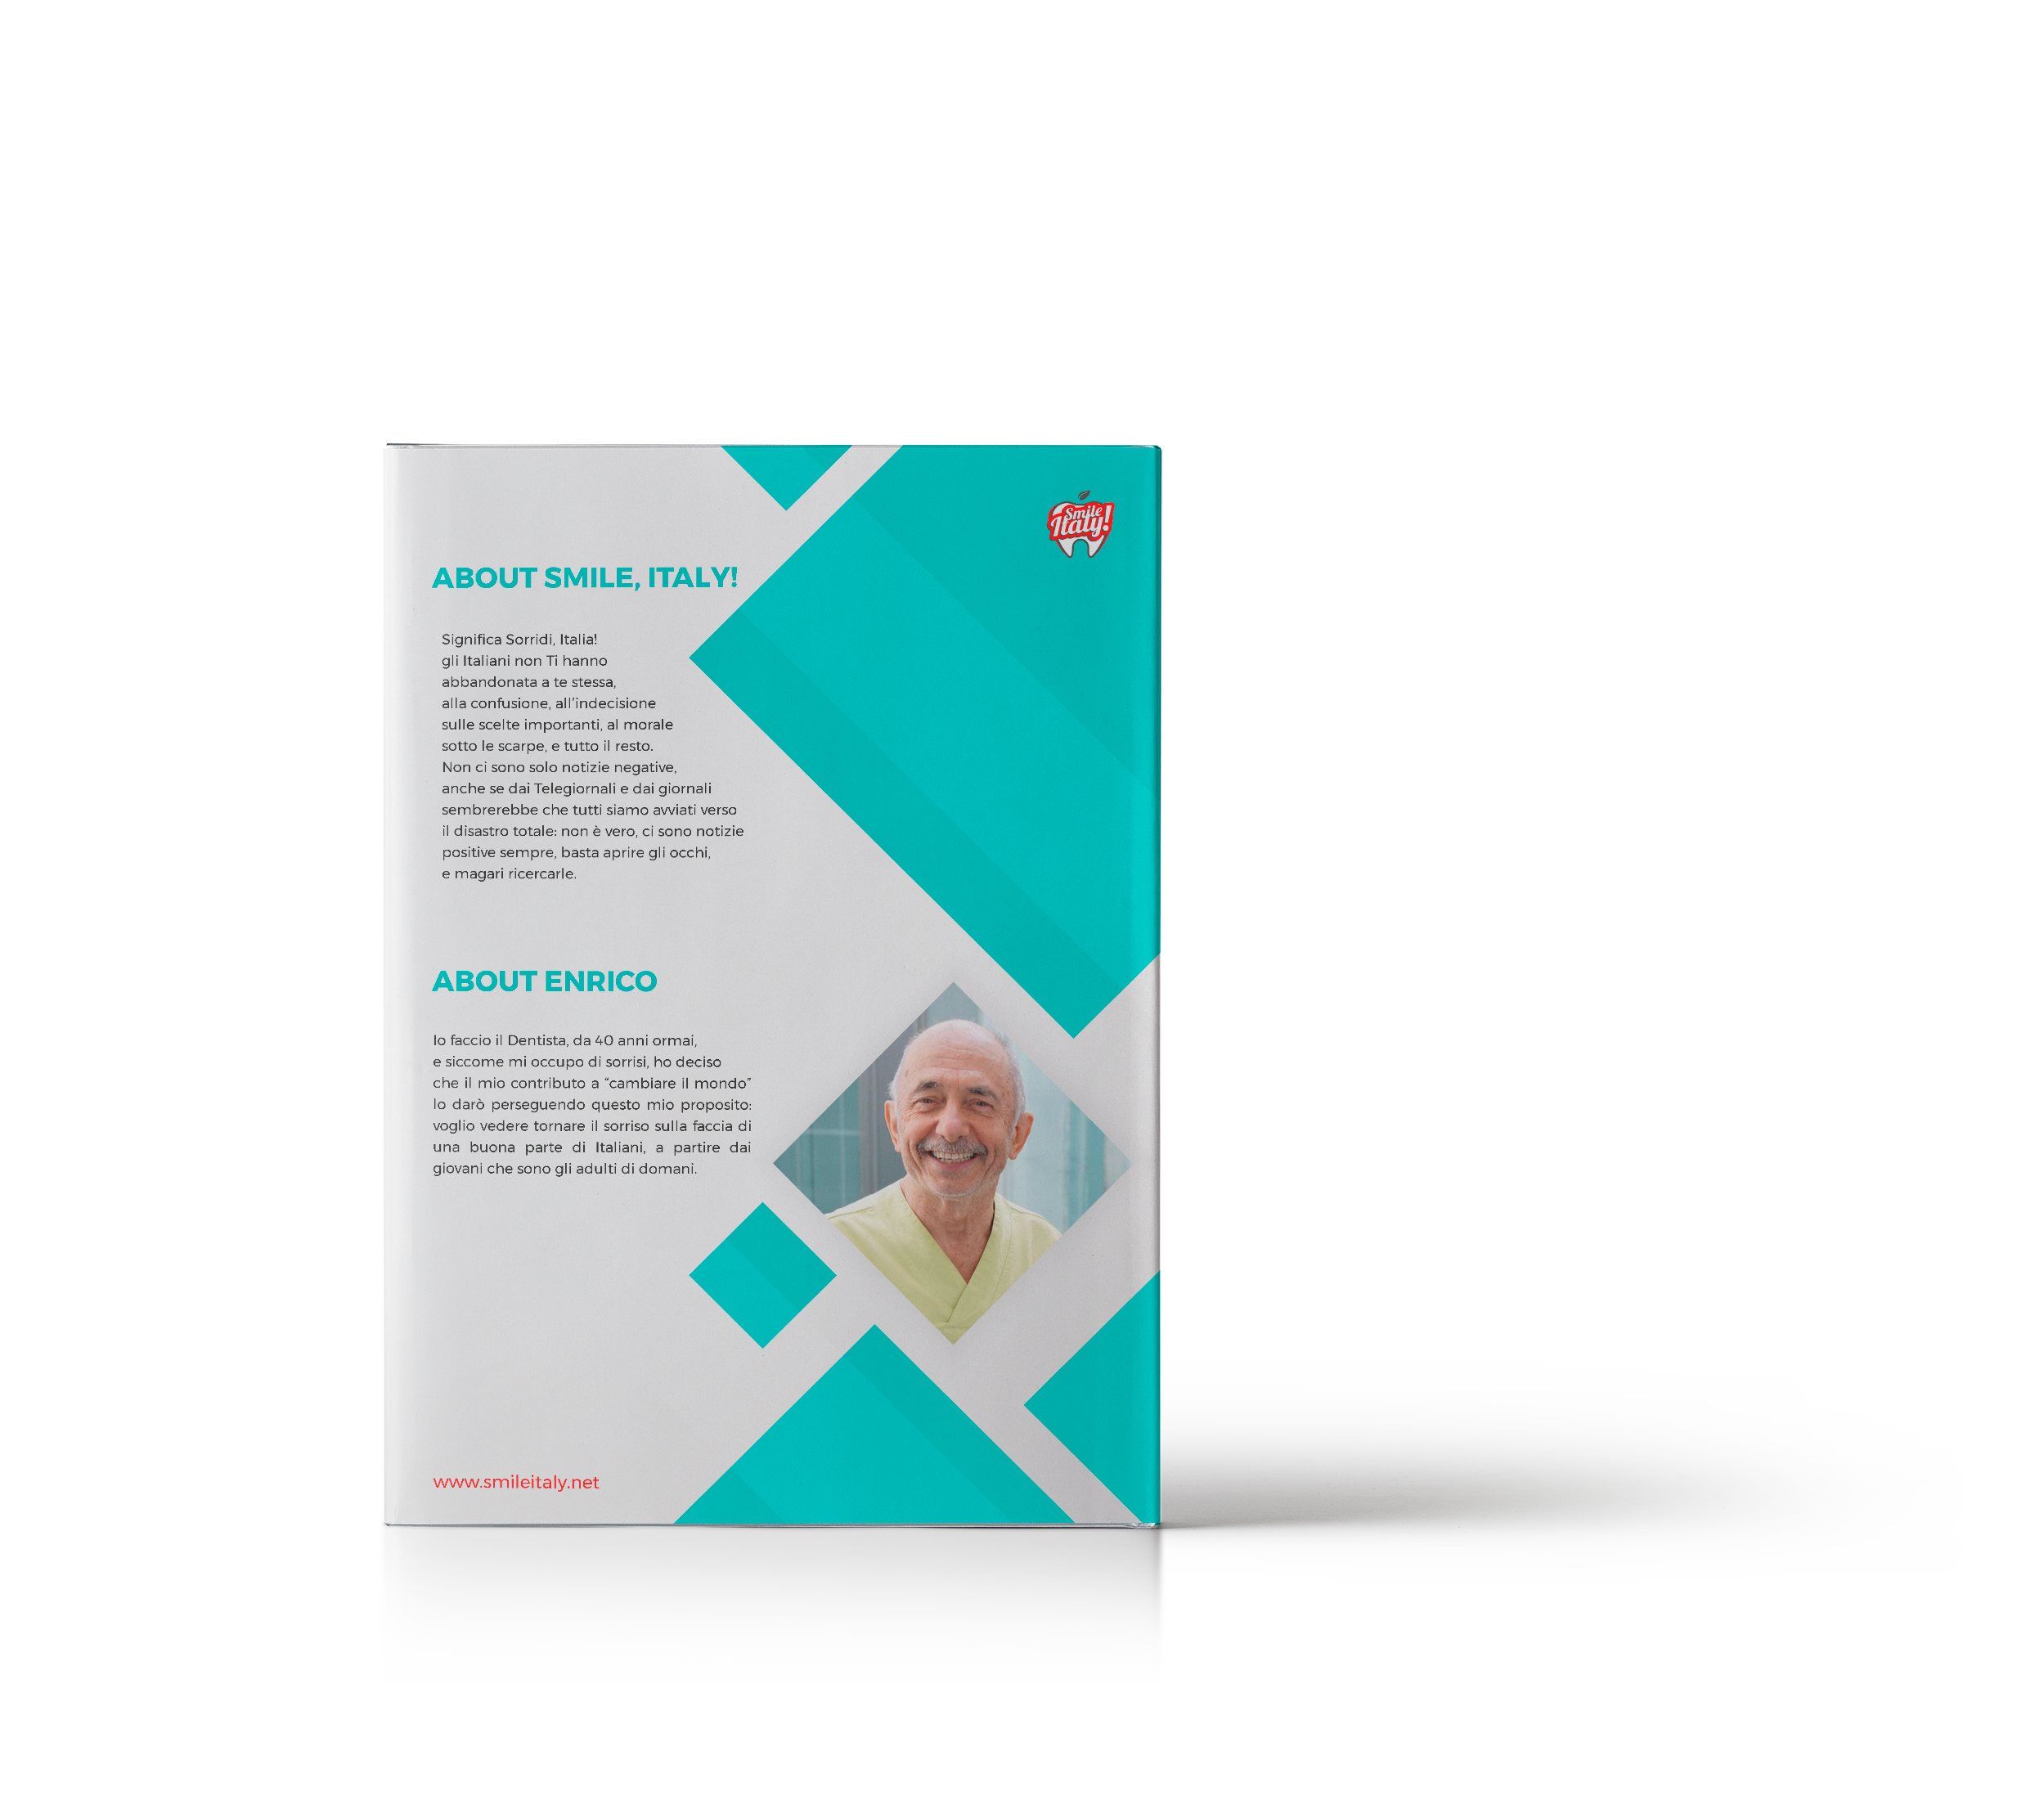 Smile
Italy!
ABOUT SMILE, ITALY!
Significa Sorridi, Italia!
gli Italiani non Ti hanno
abbandonata a te stessa,
alla confusione, all'indecisione
sulle scelte importanti, al morale
sotto le scarpe, e tutto il resto.
Non ci sono solo notizie negative,
anche se dai Telegiornali e dai giornali
sembrerebbe che tutti siamo avviati verso
il disastro totale: non è vero, ci sono notizie
positive sempre, basta aprire gli occhi,
e magari ricercarle.
ABOUT ENRICO
Io faccio il Dentista, da 40 anni ormai,
e siccome mi occupo di sorrisi, ho deciso
che il mio contributo a “cambiare il mondo”
lo darò perseguendo questo mio proposito:
voglio vedere tornare il sorriso sulla faccia di
una buona parte di Italiani, a partire dai
giovani che sono gli adulti di domani.
www.smileitaly.net